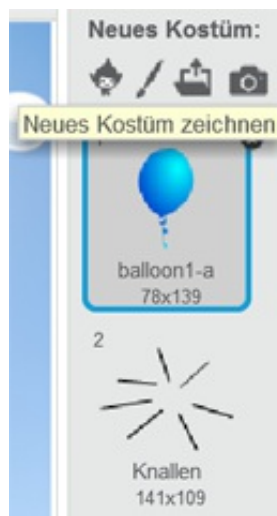 Neues Kostüm:
Neues Kostüm zeichnen
balloon1-a
78x139
2
Knallen
141x109